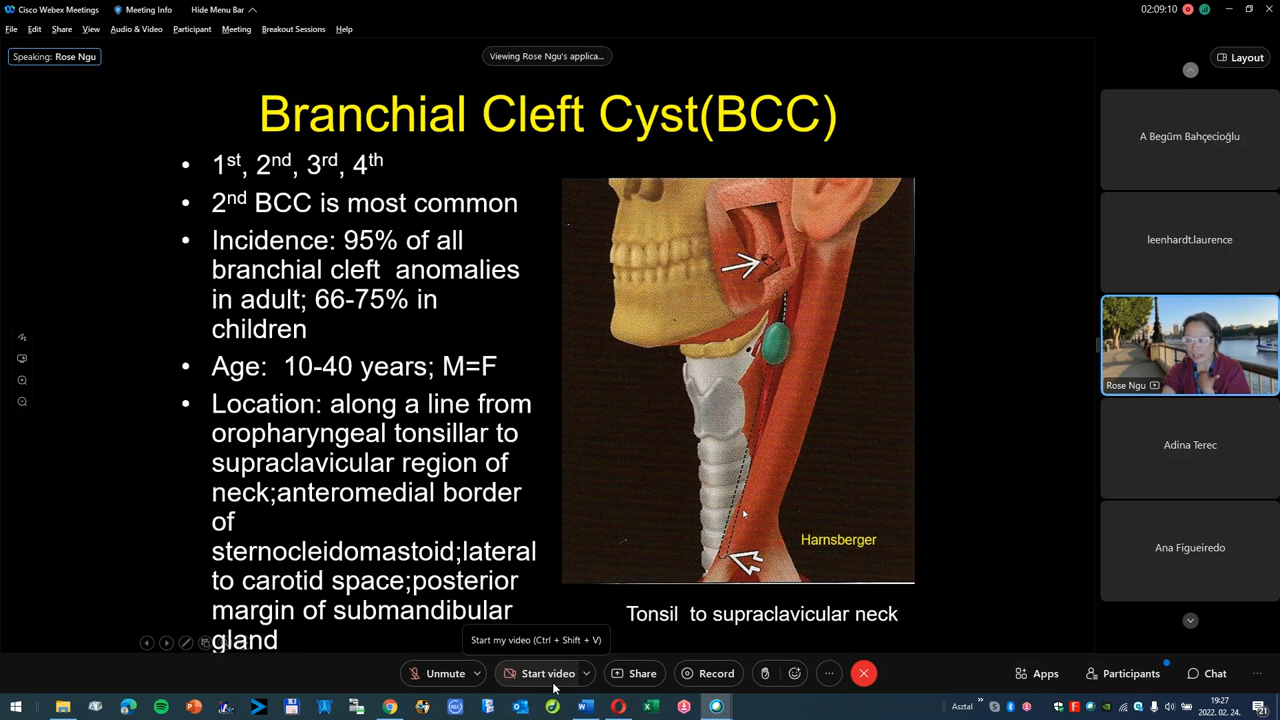 Cisco Webex Meetings
Meeting Info
Hide Menu Bar
02:09:10
File
Edit
Share
View
Audio & Video
Participant
Meeting
Breakout Sessions
Help
Speaking: Rose Ngu
Viewing Rose Ngu's applica...
Layout
Branchial Cleft Cyst(BCC)
• 1st, 2nd, 3rd, 4th
• 2nd BCC is most common
• Incidence: 95% of all
branchial cleft anomalies
in adult; 66-75% in
children
• Age: 10-40 years; M=F
• Location: along a line from
oropharyngeal tonsillar to
supraclavicular region of
neck;anteromedial border
of
sternocleidomastoid;lateral
to carotid space;posterior
margin of submandibular
gland
Harnsberger
Tonsil to supraclavicular neck
A Begüm Bahçecioğlu
leenhardt.laurence
Rose Ngu
Adina Terec
Ana Figueiredo
Start my video (Ctrl + Shift + V)
Unmute
Start video
Share
Record
Apps
Participants
Chat
Asztal
19:27
2022. 02. 24.